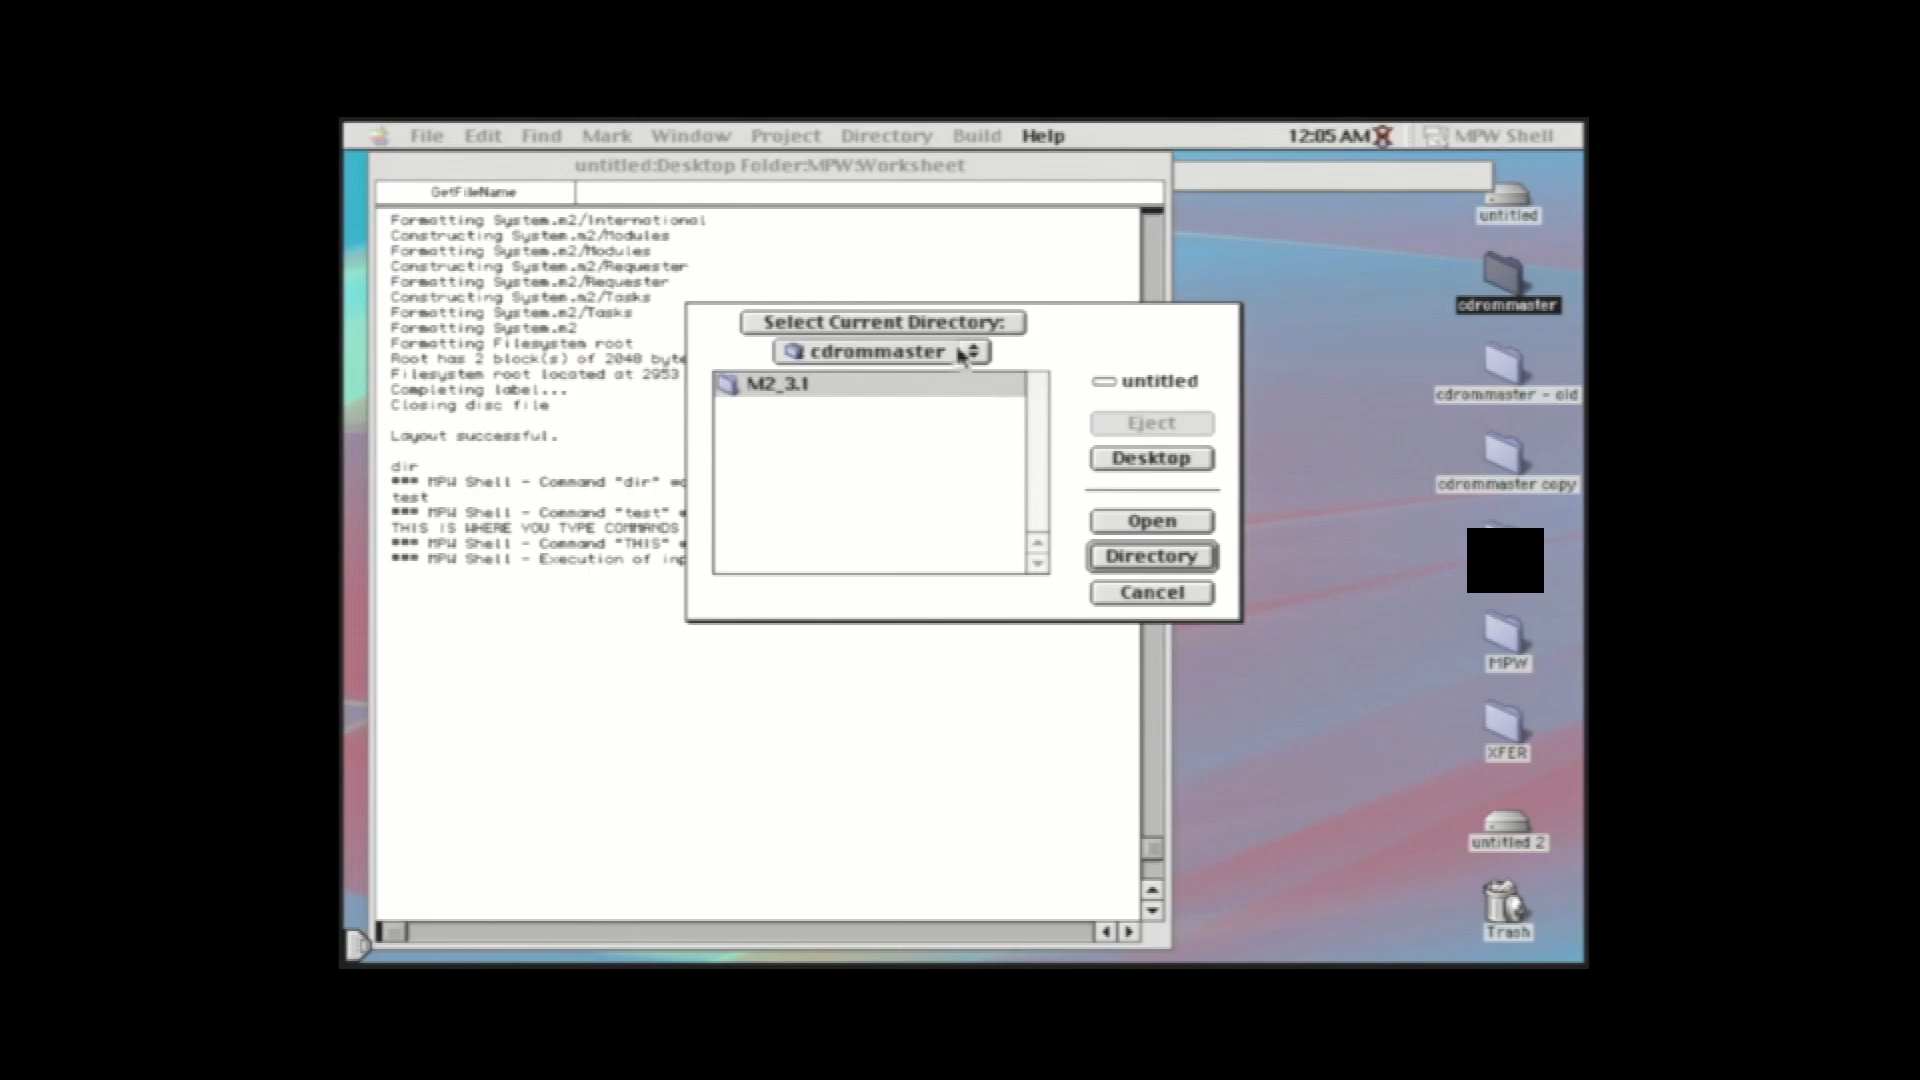 File Edit Find Mark Window Project Directory Build Help 12:05 AM MPW Shell
untitled:Desktop Folder:MPW:Worksheet
GetFileName
Formatting System.m2/International
Constructing System.m2/Modules
Formatting System.m2/Modules
Constructing System.m2/Requester
Formatting System.m2/Requester
Constructing System.m2/Tasks
Formatting System.m2/Tasks
Formatting System.m2
Formatting Filesystem root
Root has 2 block(s) of 2048 byte
Filesystem root located at 2953
Completing label...
Closing disc file
Layout successful.
dir
*** MPW Shell - Command "dir"
test
*** MPW Shell - Command "test"
THIS IS WHERE YOU TYPE COMMANDS
*** MPW Shell - Command "THIS"
*** MPW Shell - Execution of inp
Select Current Directory:
cdrommaster
M2_3.1
untitled
Eject
Desktop
Open
Directory
Cancel
untitled
cdrommaster
cdrommaster - old
cdrommaster copy
MPW
XFER
untitled 2
Trash